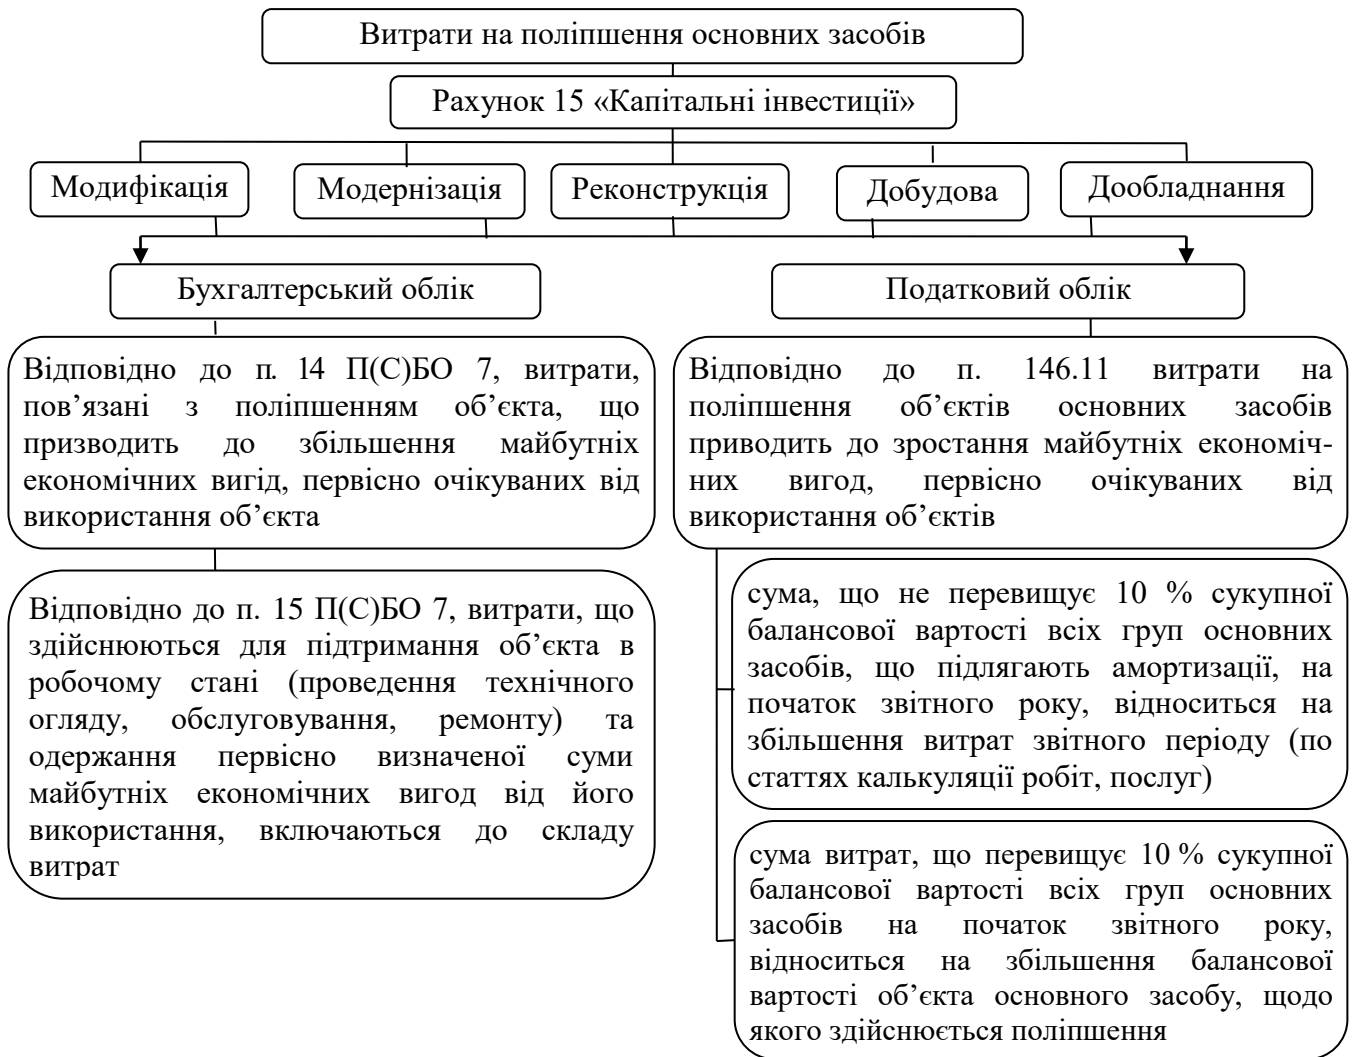 Витрати на поліпшення основних засобів
Рахунок 15 «Капітальні інвестиції»
Модифікація
Модернізація
Реконструкція
Добудова
Дообладнання
Бухгалтерський облік
Податковий облік
Відповідно до п. 14 П(С)БО 7, витрати,
пов’язані з поліпшенням об’єкта, що
призводить до збільшення майбутніх
економічних вигід, первісно очікуваних від
використання об’єкта
Відповідно до п. 15 П(С)БО 7, витрати, що
здійснюються для підтримання об’єкта в
робочому стані (проведення технічного
огляду, обслуговування, ремонту) та
одержання первісно визначеної суми
майбутніх економічних вигод від його
використання, включаються до складу
витрат
Відповідно до п. 146.11 витрати на
поліпшення об’єктів основних засобів
приводить до зростання майбутніх економіч-
них вигод, первісно очікуваних від
використання об’єктів
сума, що не перевищує 10 % сукупної
балансової вартості всіх груп основних
засобів, що підлягають амортизації, на
початок звітного року, відноситься на
збільшення витрат звітного періоду (по
статтях калькуляції робіт, послуг)
сума витрат, що перевищує 10 % сукупної
балансової вартості всіх груп основних
засобів на початок звітного року,
відноситься на збільшення балансової
вартості об’єкта основного засобу, щодо
якого здійснюється поліпшення